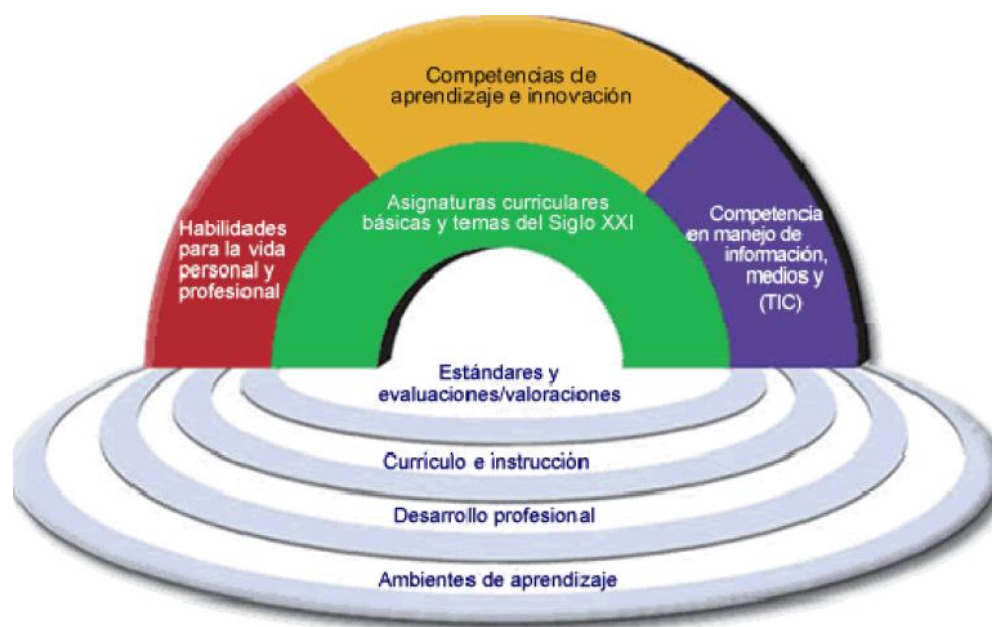 Competencias de
aprendizaje e innovación
Asignaturas curriculares
básicas y temas del Siglo XXI
Habilidades
para la vida
personal y
profesional
Competencia
en manejo de
información,
medios y
(TIC)
Estándares y
evaluaciones/valoraciones
Currículo e instrucción
Desarrollo profesional
Ambientes de aprendizaje